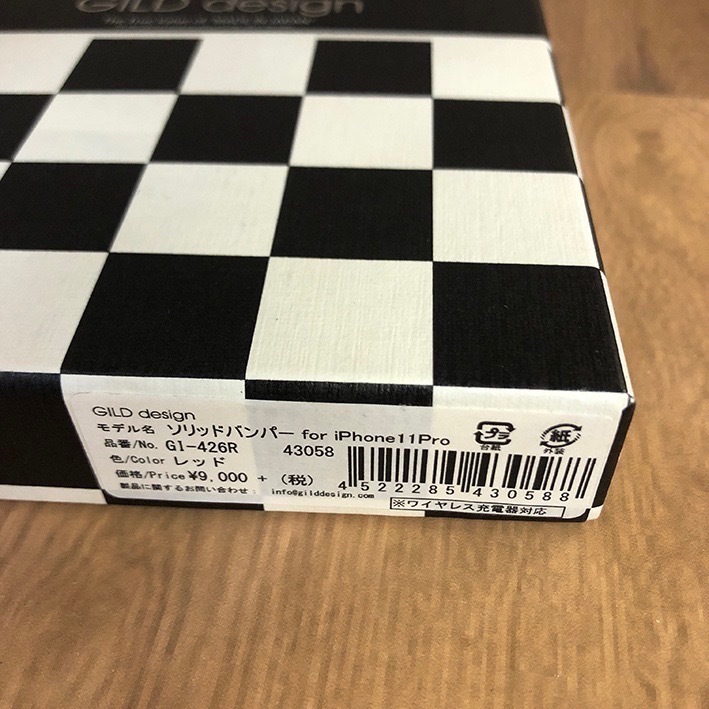 GILD design
GILD design
モデル名 ソリッドバンパー for iPhone11Pro
品番/No. GI-426R 43058
色/Color レッド
価格/Price ¥9,000 + (税)
製品に関するお問い合わせ: info@gilddesign.com
4 522285 430588
※ワイヤレス充電器対応
プラ
台紙
紙
外装